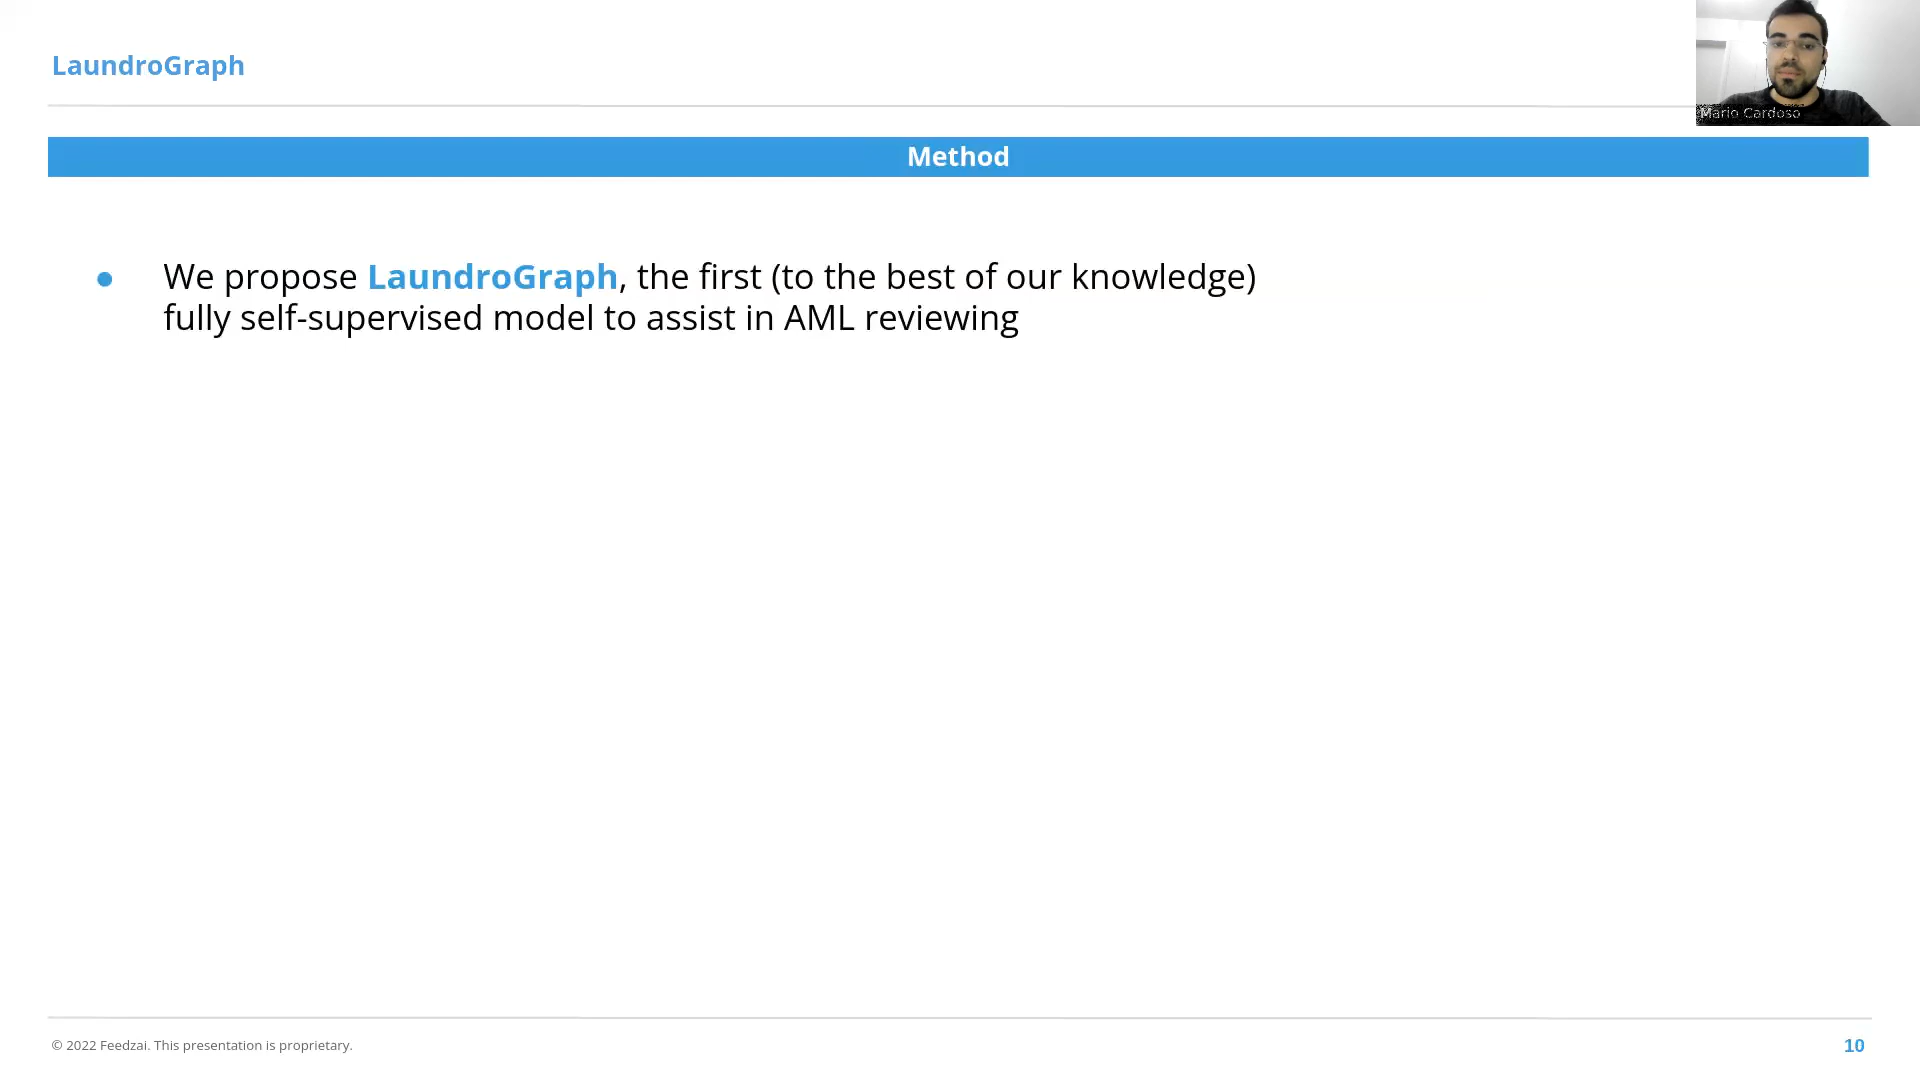 LaundroGraph
Mario Cardoso
Method
● We propose LaundroGraph, the first (to the best of our knowledge)
fully self-supervised model to assist in AML reviewing
© 2022 Feedzai. This presentation is proprietary.
10